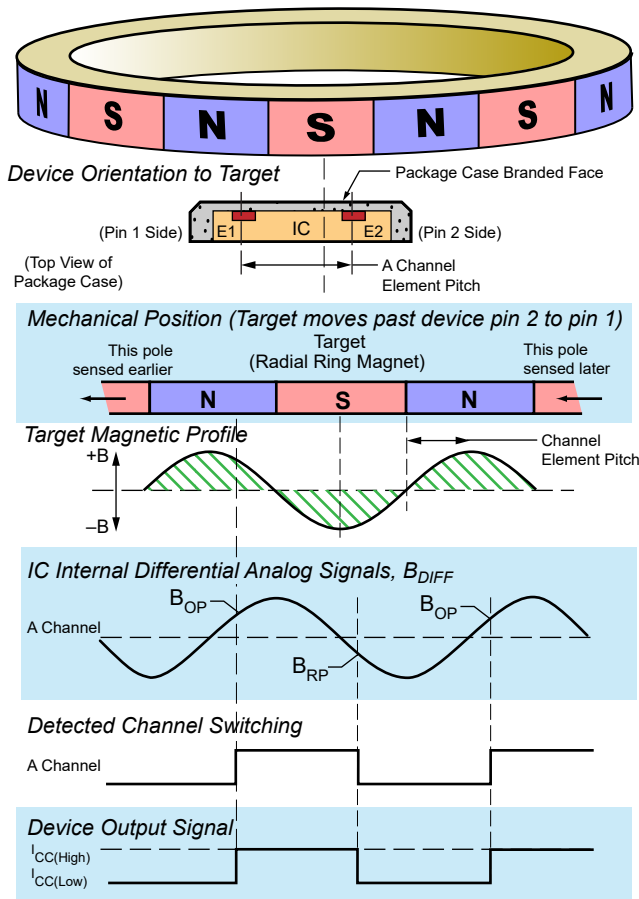 N S N S N S N
Device Orientation to Target
Package Case Branded Face
E1 IC E2
(Pin 1 Side) (Pin 2 Side)
(Top View of
Package Case)
A Channel
Element Pitch
Mechanical Position (Target moves past device pin 2 to pin 1)
This pole
sensed earlier
Target
(Radial Ring Magnet)
This pole
sensed later
N S N
Target Magnetic Profile
+B
–B
Channel
Element Pitch
IC Internal Differential Analog Signals, BDIFF
BOP BOP
A Channel
BRP
Detected Channel Switching
A Channel
Device Output Signal
ICC(High)
ICC(Low)